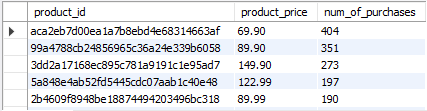 product_id product_price num_of_purchases
aca2eb7d00ea1a7b8ebd4e68314663af 69.90 404
99a4788cb24856965c36a24e339b6058 89.90 351
3dd2a17168ec895c781a9191c1e95ad7 149.90 273
5a848e4ab52fd5445cdc07aab1c40e48 122.99 197
2b4609f8948be18874494203496bc318 89.99 190